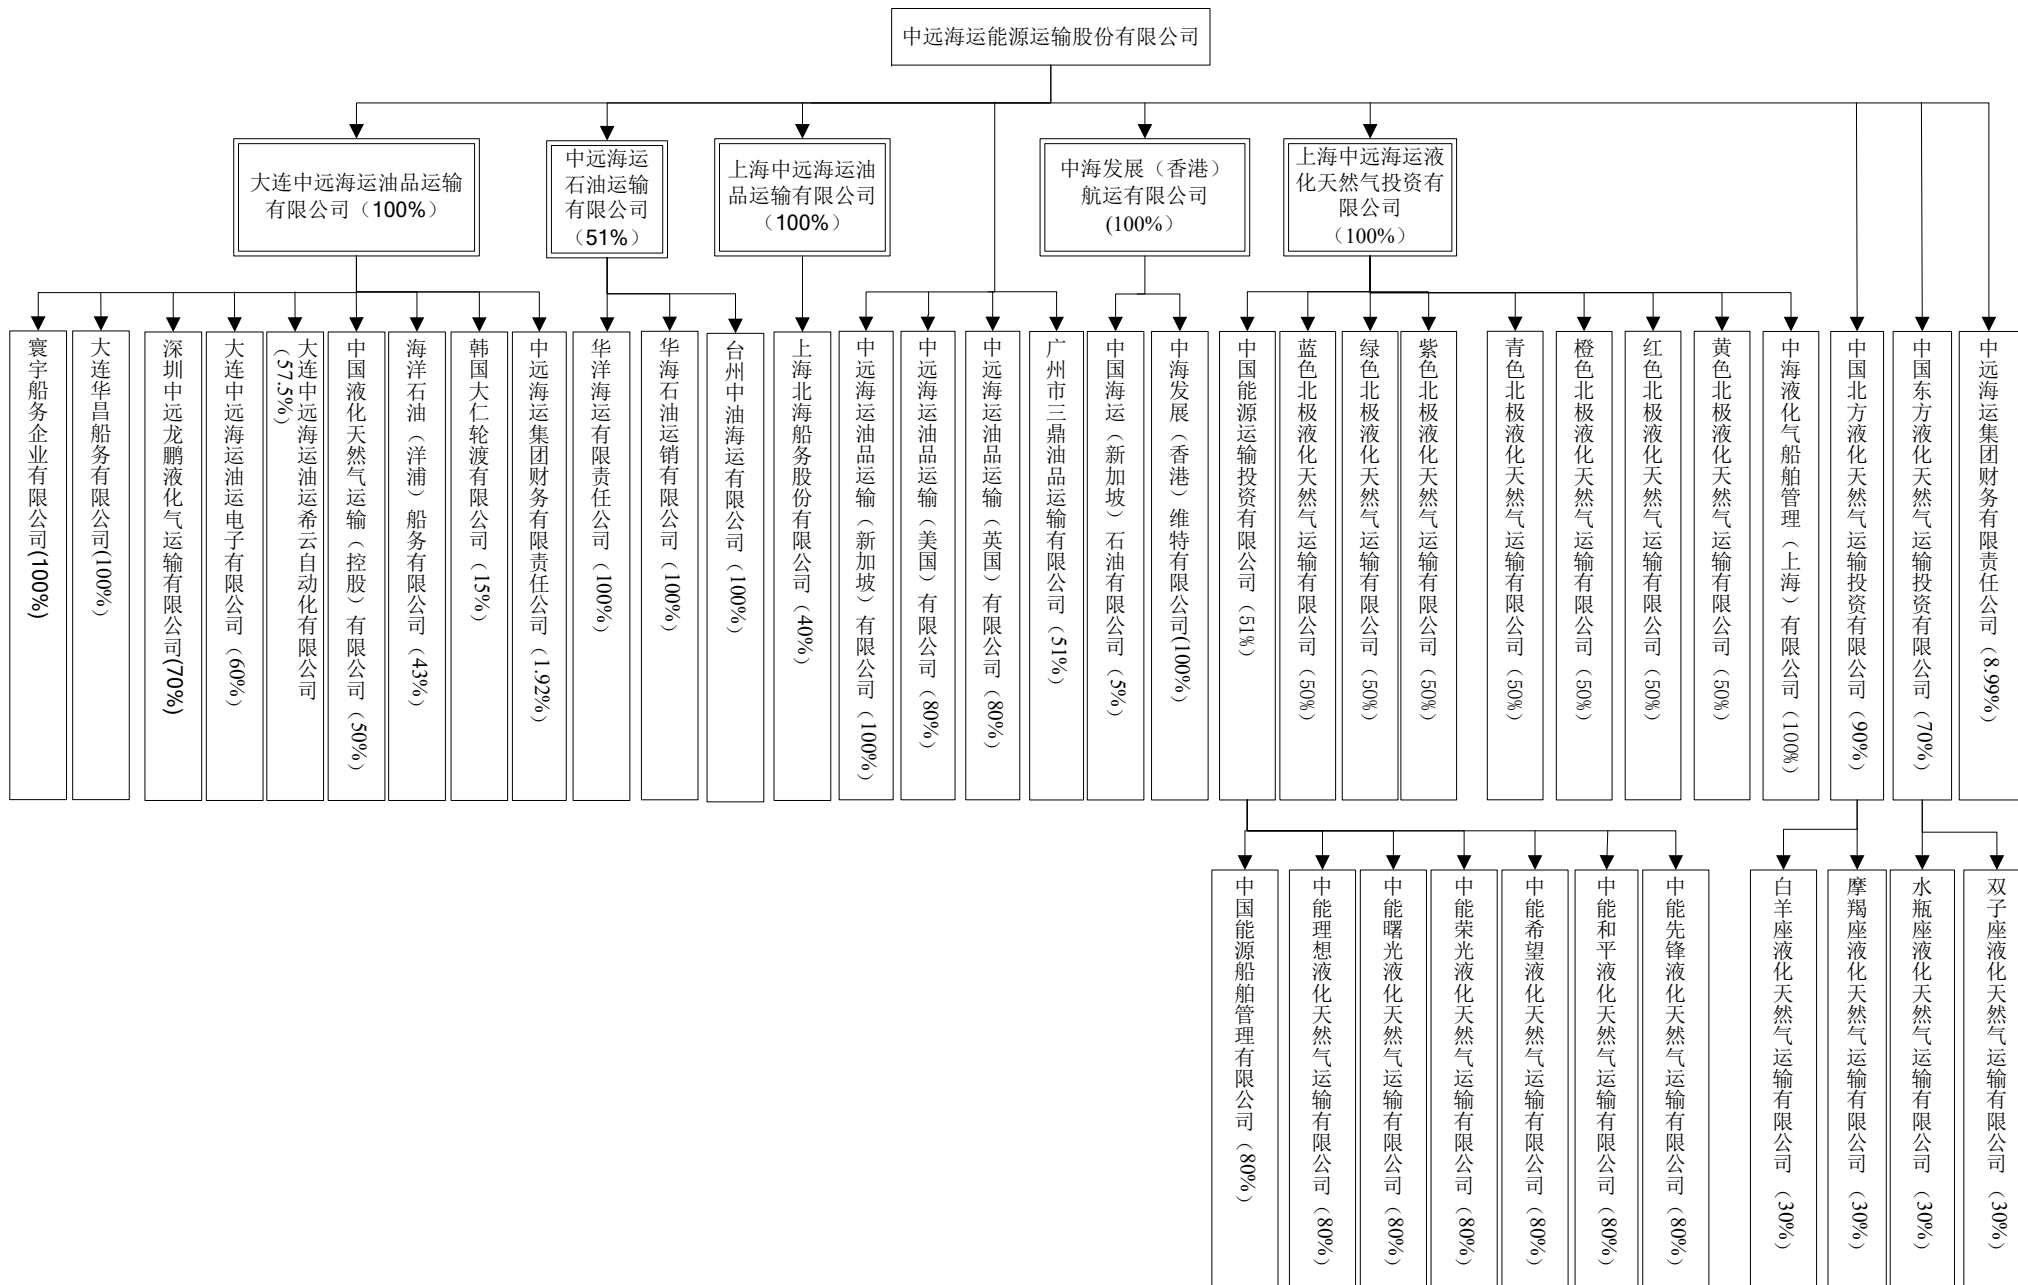 中远海运能源运输股份有限公司
大连中远海运油品运输
有限公司（100%）
中远海运
石油运输
有限公司
（51%）
上海中远海运油
品运输有限公司
（100%）
中海发展（香港）
航运有限公司
(100%）
上海中远海运液
化天然气投资有
限公司
（100%）
寰宇船务企业有限公司(100%)
大连华昌船务有限公司(100%)
深圳中远龙鹏液化气运输有限公司(70%)
大连中远海运油运电子有限公司（60%）
大连中远海运油运希云自动化有限公司
（57.5%）
中国液化天然气运输（控股）有限公司（50%）
海洋石油（洋浦）船务有限公司（43%）
韩国大仁轮渡有限公司（15%）
中远海运集团财务有限责任公司（1.92%）
华洋海运有限责任公司（100%）
华海石油运销有限公司（100%）
台州中油海运有限公司（100%）
上海北海船务股份有限公司（40%）
中远海运油品运输（新加坡）有限公司（100%）
中远海运油品运输（美国）有限公司（80%）
中远海运油品运输（英国）有限公司（80%）
广州市三鼎油品运输有限公司（51%）
中国海运（新加坡）石油有限公司（5%）
中海发展（香港）维特有限公司(100%）
中国能源运输投资有限公司（51%）
蓝色北极液化天然气运输有限公司（50%）
绿色北极液化天然气运输有限公司（50%）
紫色北极液化天然气运输有限公司（50%）
青色北极液化天然气运输有限公司（50%）
橙色北极液化天然气运输有限公司（50%）
红色北极液化天然气运输有限公司（50%）
黄色北极液化天然气运输有限公司（50%）
中海液化气船舶管理（上海）有限公司（100%）
中国北方液化天然气运输投资有限公司（90%）
中国东方液化天然气运输投资有限公司（70%）
中远海运集团财务有限责任公司（8.99%）
中国能源船舶管理有限公司（80%）
中能理想液化天然气运输有限公司（80%）
中能曙光液化天然气运输有限公司（80%）
中能荣光液化天然气运输有限公司（80%）
中能希望液化天然气运输有限公司（80%）
中能和平液化天然气运输有限公司（80%）
中能先锋液化天然气运输有限公司（80%）
白羊座液化天然气运输有限公司（30%）
摩羯座液化天然气运输有限公司（30%）
水瓶座液化天然气运输有限公司（30%）
双子座液化天然气运输有限公司（30%）